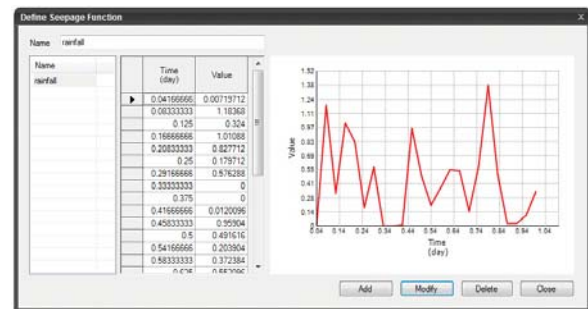 Define Seepage Function X
Name rainfall
Name
rainfall
Time
(day) Value
0.04166666 0.00719712
0.08333333 1.18368
0.125 0.324
0.16666666 1.01088
0.20833333 0.827712
0.25 0.179712
0.29166666 0.576288
0.33333333 0
0.375 0
0.41666666 0.0120096
0.45833333 0.95904
0.5 0.491616
0.54166666 0.203904
0.58333333 0.372384
0.625 0.552096
1.52
1.38
1.24
1.11
0.97
0.83
0.69
0.55
0.41
0.28
0.14
0
Value
0.04 0.14 0.24 0.34 0.44 0.54 0.64 0.74 0.84 0.94 1.04
Time
(day)
Add Modify Delete Close